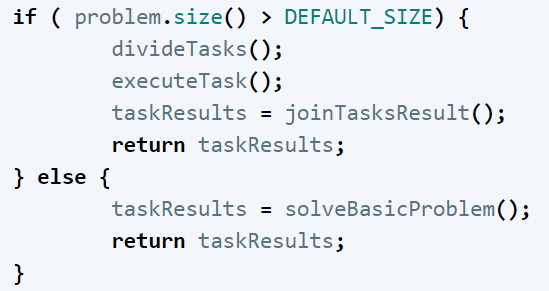 if ( problem.size() > DEFAULT_SIZE) {
        divideTasks();
        executeTask();
        taskResults = joinTasksResult();
        return taskResults;
} else {
        taskResults = solveBasicProblem();
        return taskResults;
}